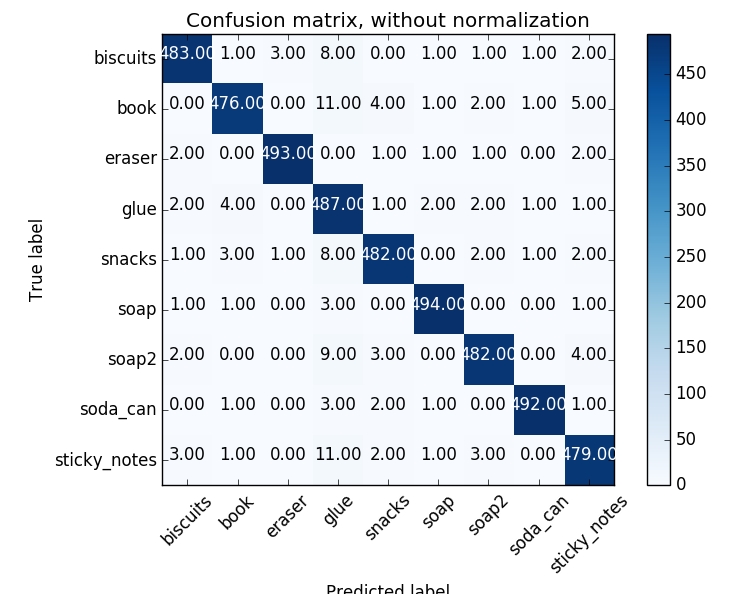 Confusion matrix, without normalization
biscuits 483.00 1.00 3.00 8.00 0.00 1.00 1.00 1.00 2.00
book 0.00 476.00 0.00 11.00 4.00 1.00 2.00 1.00 5.00
eraser 2.00 0.00 493.00 0.00 1.00 1.00 1.00 0.00 2.00
glue 2.00 4.00 0.00 487.00 1.00 2.00 2.00 1.00 1.00
snacks 1.00 3.00 1.00 8.00 482.00 0.00 2.00 1.00 2.00
soap 1.00 1.00 0.00 3.00 0.00 494.00 0.00 0.00 1.00
soap2 2.00 0.00 0.00 9.00 3.00 0.00 482.00 0.00 4.00
soda_can 0.00 1.00 0.00 3.00 2.00 1.00 0.00 492.00 1.00
sticky_notes 3.00 1.00 0.00 11.00 2.00 1.00 3.00 0.00 479.00
biscuits book eraser glue snacks soap soap2 soda_can sticky_notes
True label
Predicted label
450
400
350
300
250
200
150
100
50
0